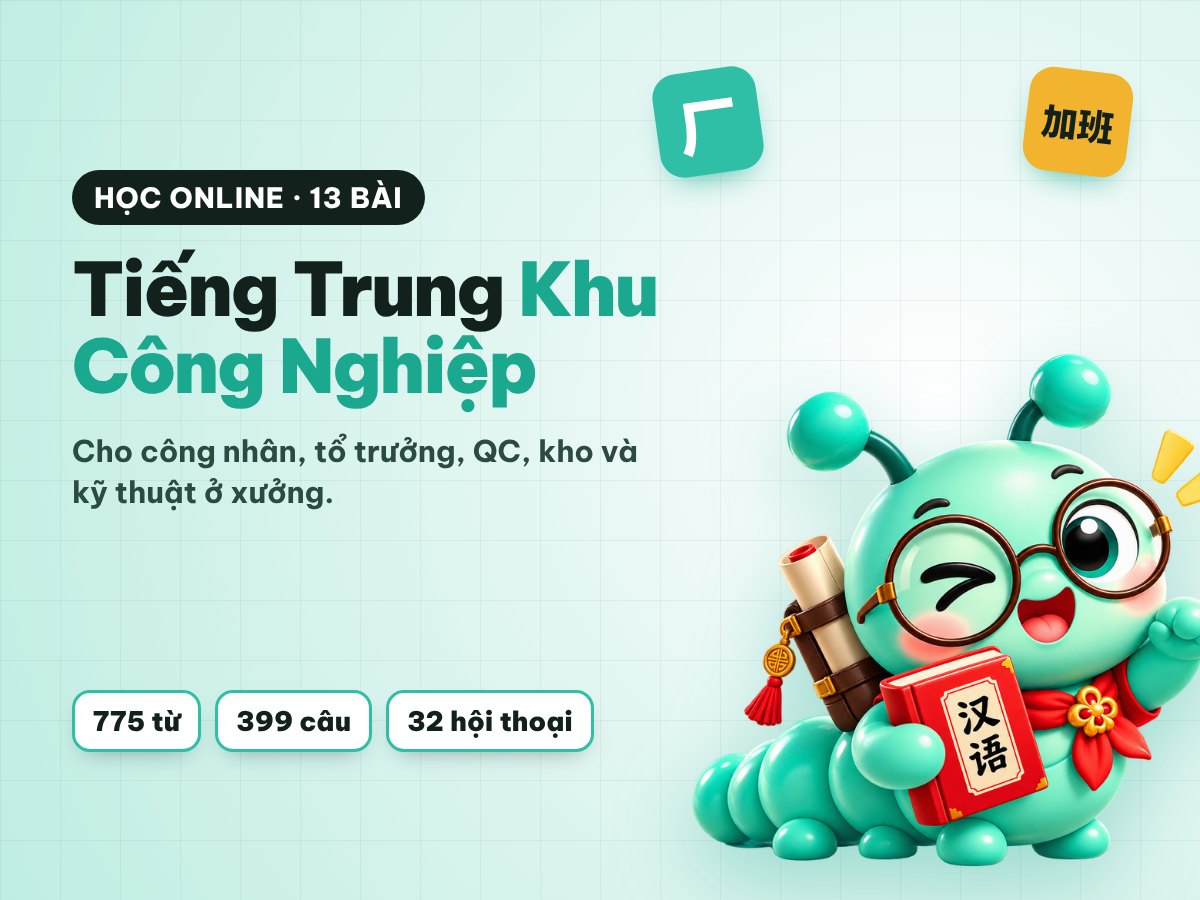 厂
加班
HỌC ONLINE · 13 BÀI
Tiếng Trung Khu
Công Nghiệp
Cho công nhân, tổ trưởng, QC, kho và
kỹ thuật ở xưởng.
775 từ
399 câu
32 hội thoại
汉
语